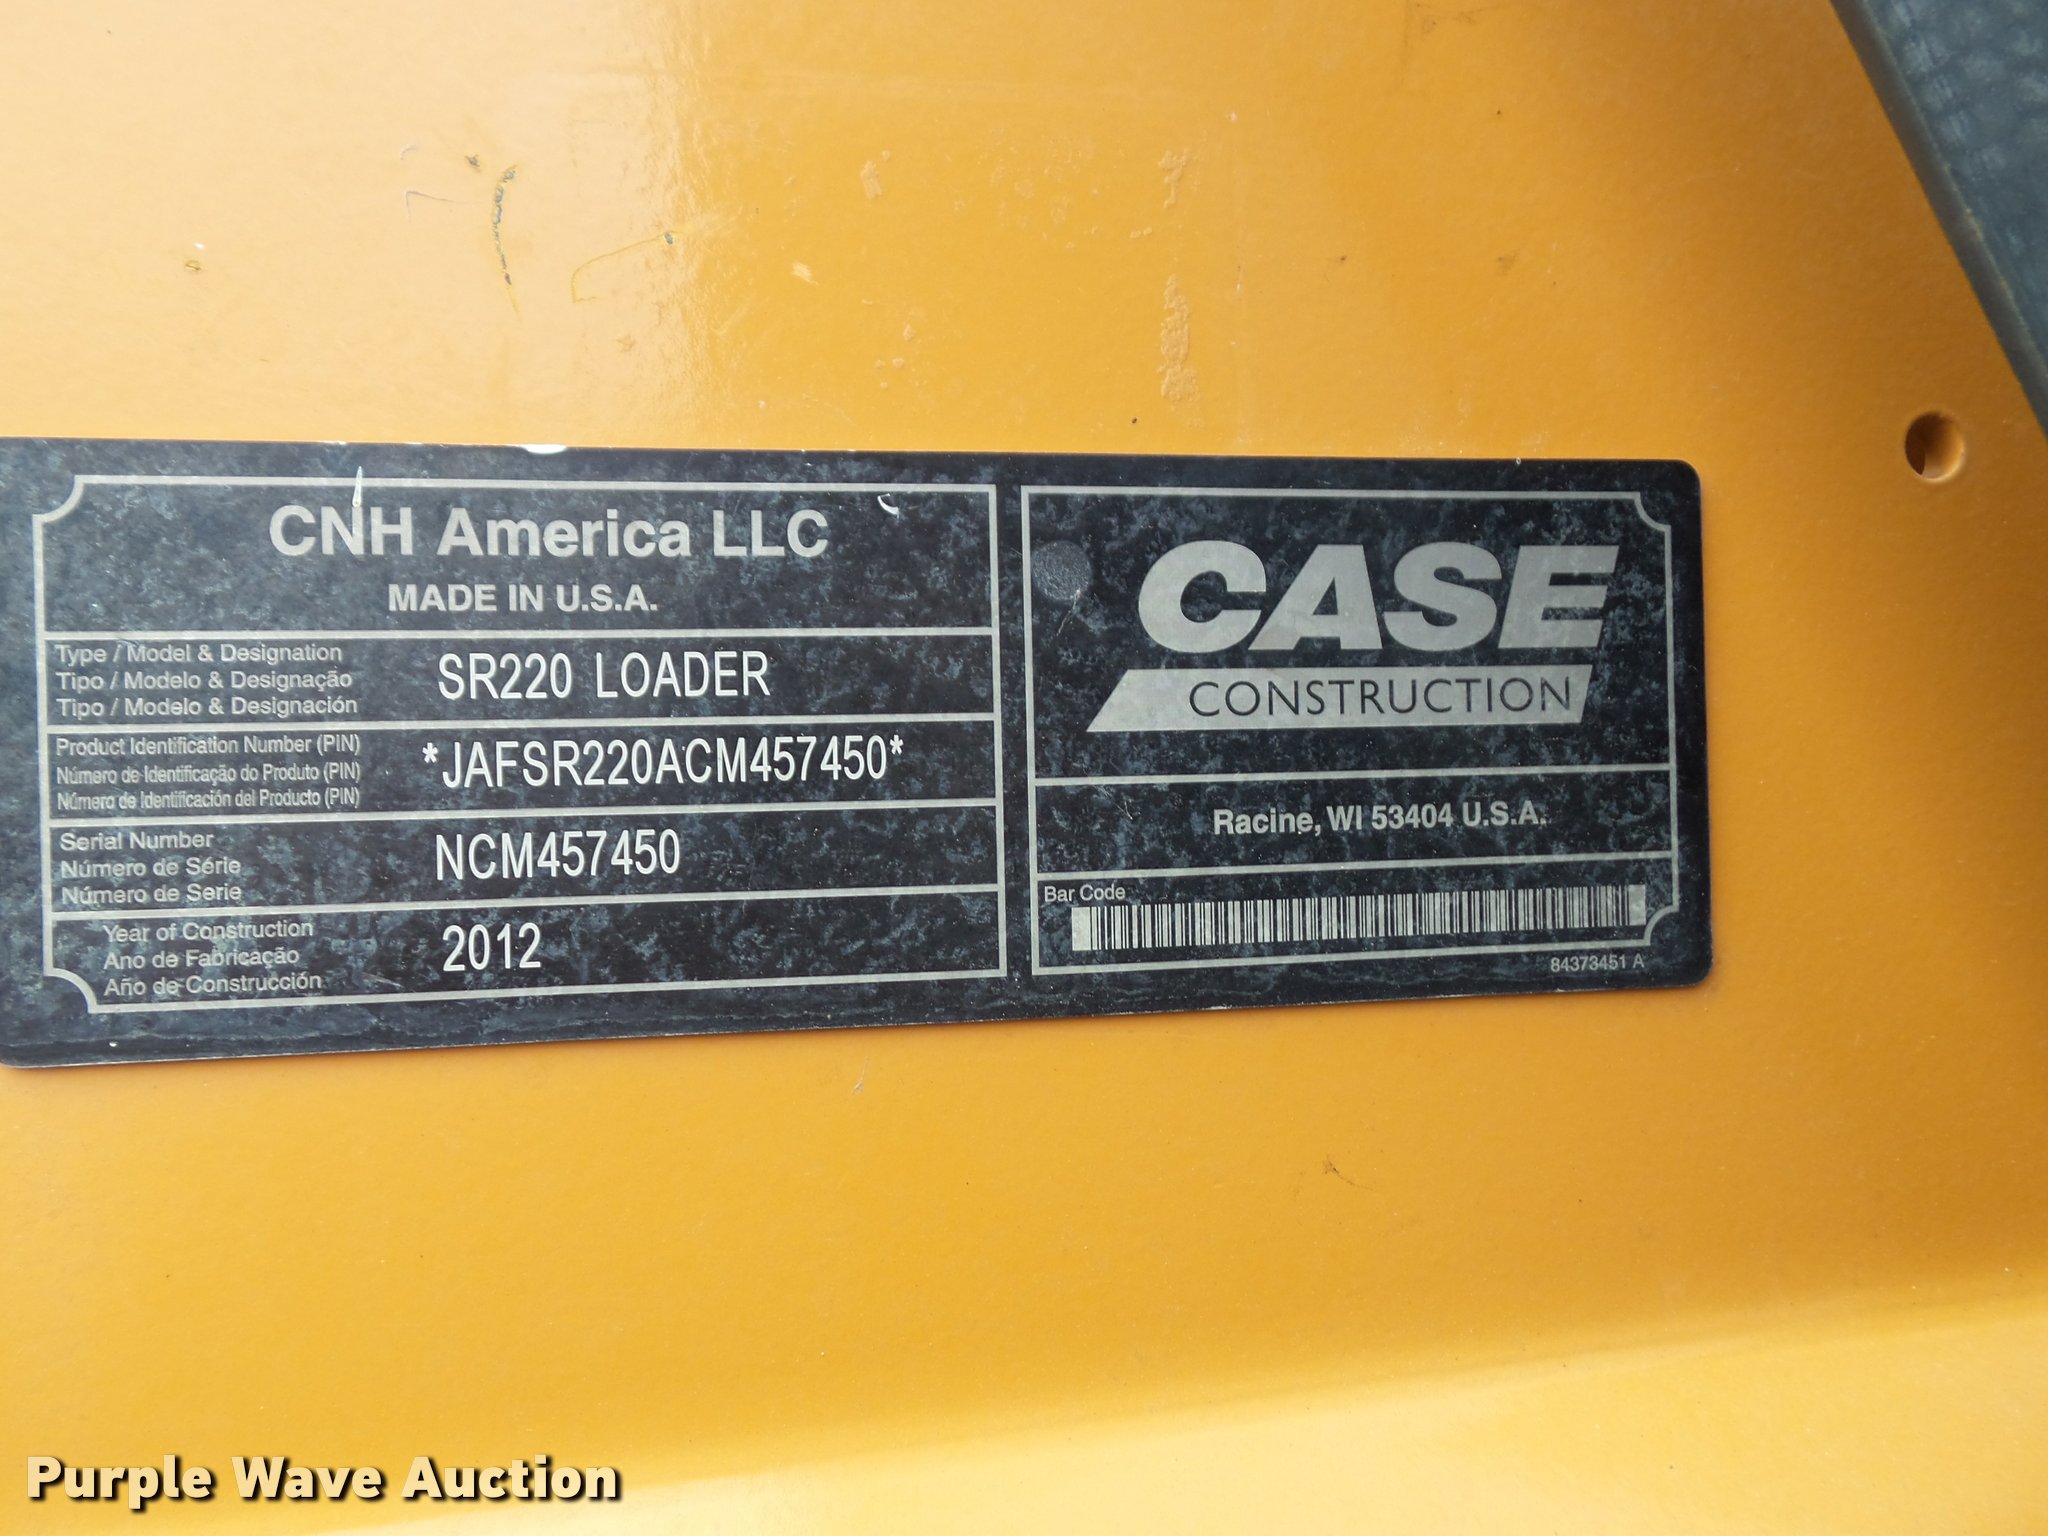 CNH America LLC
MADE IN U.S.A.
Type / Model & Designation
Tipo / Modelo & Designação
Tipo / Modelo & Designación
SR220 LOADER
Product Identification Number (PIN)
Número de Identificação do Produto (PIN)
Número de Identificación del Producto (PIN)
*JAFSR220ACM457450*
Serial Number
Número de Série
Número de Serie
NCM457450
Year of Construction
Ano de Fabricação
Año de Construcción
2012
CASE
CONSTRUCTION
Racine, WI 53404 U.S.A.
Bar Code
84373451 A
Purple Wave Auction